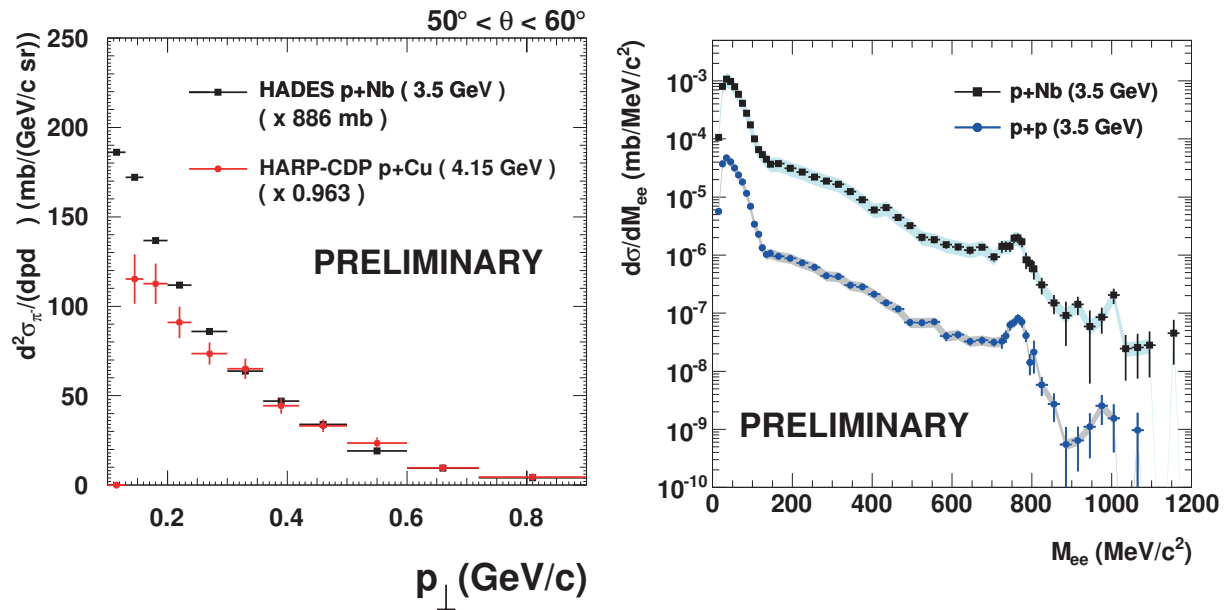 50° < θ < 60°
d²σπ-/(dpd ) (mb/(GeV/c sr))
250
200
150
100
50
0
HADES p+Nb ( 3.5 GeV )
( x 886 mb )
HARP-CDP p+Cu ( 4.15 GeV )
( x 0.963)
PRELIMINARY
0.2 0.4 0.6 0.8
p⊥ (GeV/c)
dσ/dMee (mb/MeV/c²)
10⁻³
10⁻⁴
10⁻⁵
10⁻⁶
10⁻⁷
10⁻⁸
10⁻⁹
10⁻¹⁰
p+Nb (3.5 GeV)
p+p (3.5 GeV)
PRELIMINARY
0 200 400 600 800 1000 1200
Mee (MeV/c²)